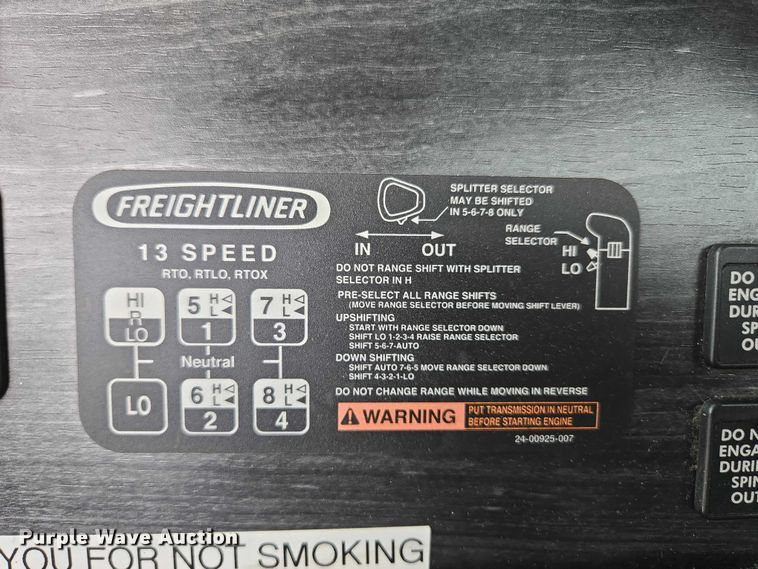 FREIGHTLINER
13 SPEED
RTO, RTLO, RTOX
HI
R
LO
5 H
L
1
7 H
L
3
Neutral
LO
6 H
L
2
8 H
L
4
SPLITTER SELECTOR
MAY BE SHIFTED
IN 5-6-7-8 ONLY
IN OUT
RANGE
SELECTOR
HI
LO
DO NOT RANGE SHIFT WITH SPLITTER
SELECTOR IN H
PRE-SELECT ALL RANGE SHIFTS
(MOVE RANGE SELECTOR BEFORE MOVING SHIFT LEVER)
UPSHIFTING
START WITH RANGE SELECTOR DOWN
SHIFT LO 1-2-3-4 RAISE RANGE SELECTOR
SHIFT 5-6-7-AUTO
DOWN SHIFTING
SHIFT AUTO 7-6-5 MOVE RANGE SELECTOR DOWN
SHIFT 4-3-2-1-LO
DO NOT CHANGE RANGE WHILE MOVING IN REVERSE
WARNING
PUT TRANSMISSION IN NEUTRAL
BEFORE STARTING ENGINE
24-00925-007
DO
ENG
DUR
SP
OU
DO N
ENGA
DURI
SPIN
OUT
Purple Wave Auction
YOU FOR NOT SMOKING